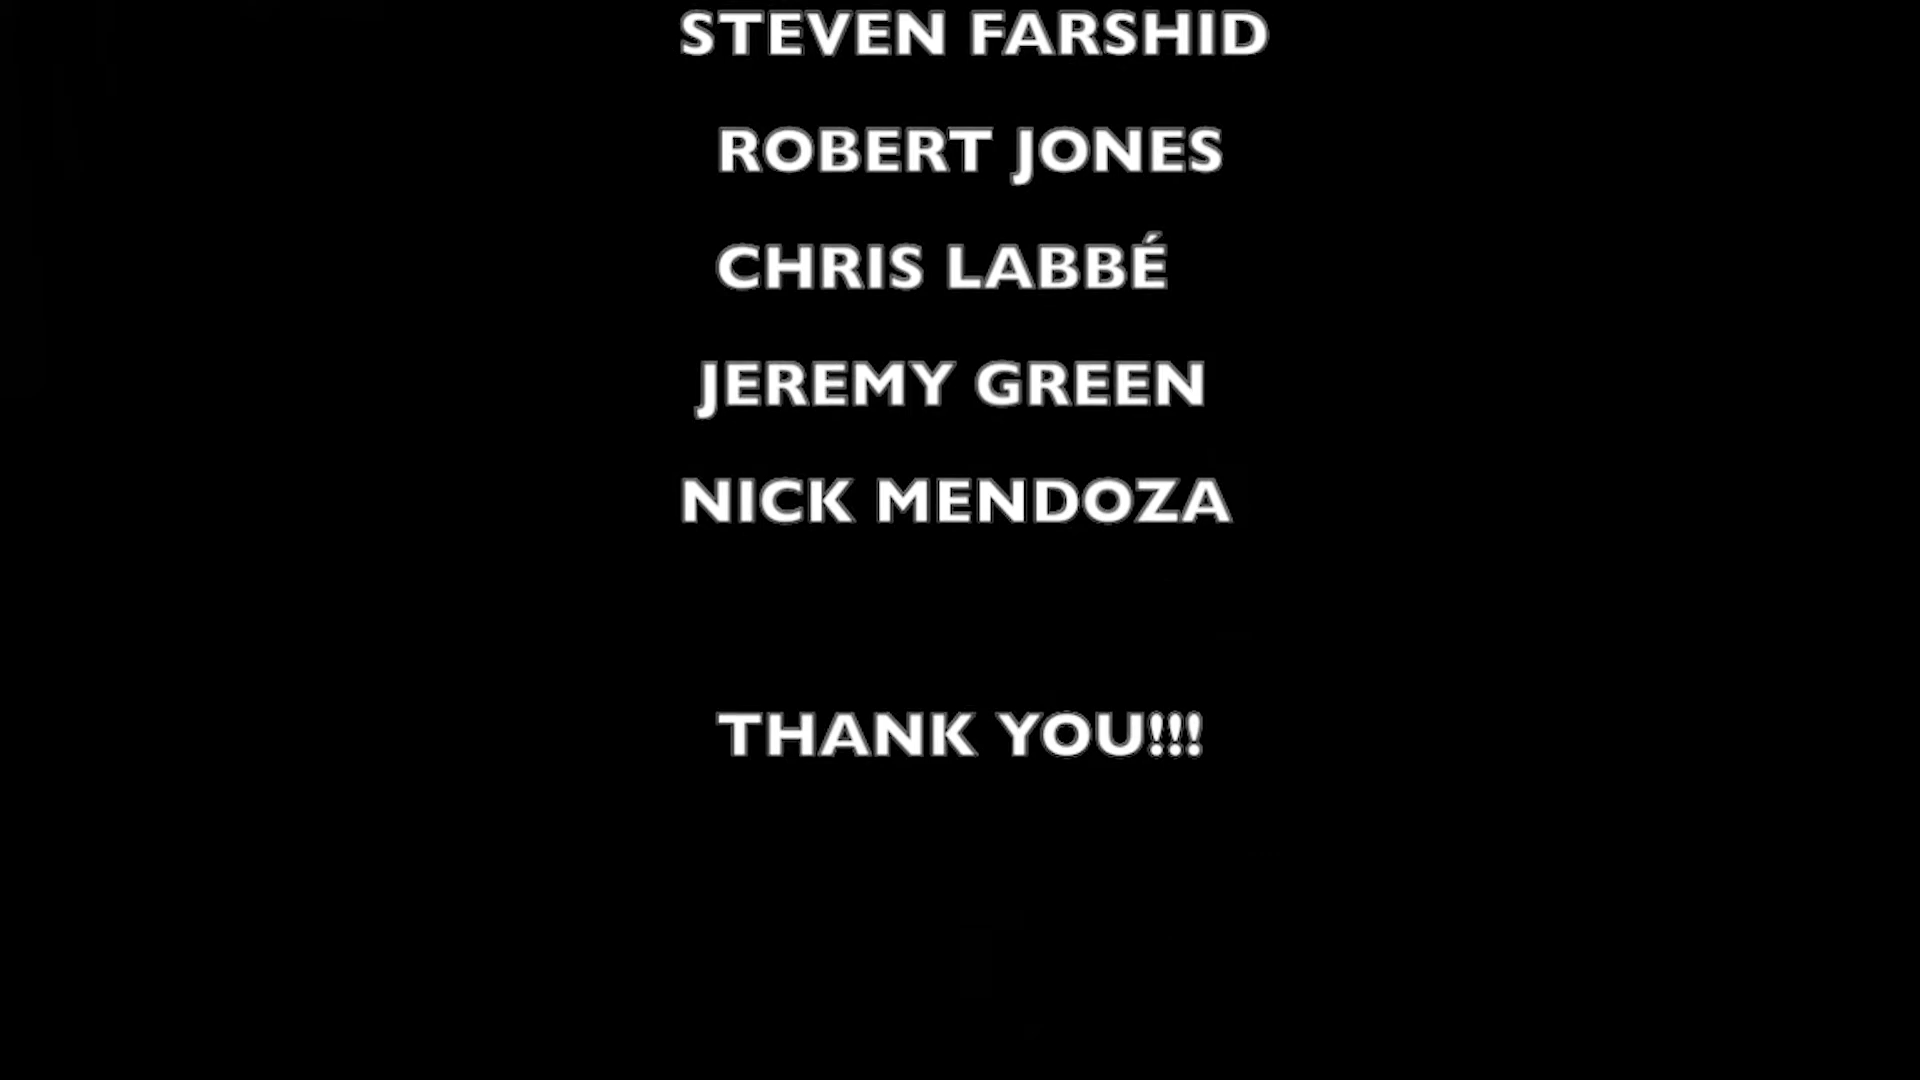 STEVEN FARSHID
ROBERT JONES
CHRIS LABBÉ
JEREMY GREEN
NICK MENDOZA
THANK YOU!!!